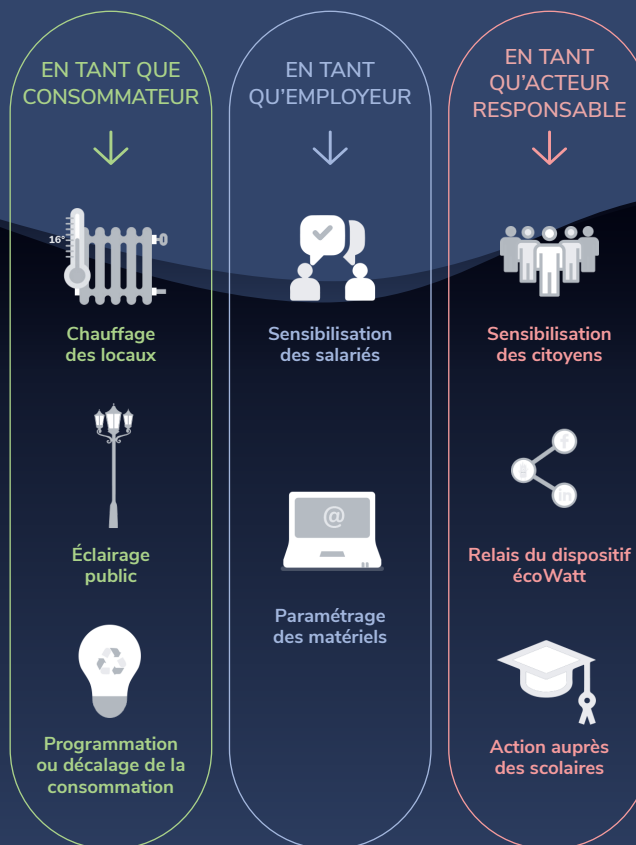 EN TANT QUE
CONSOMMATEUR
16°
Chauffage
des locaux
Éclairage
public
Programmation
ou décalage de la
consommation
EN TANT
QU'EMPLOYEUR
Sensibilisation
des salariés
@
Paramétrage
des matériels
EN TANT
QU'ACTEUR
RESPONSABLE
Sensibilisation
des citoyens
f
in
Relais du dispositif
écoWatt
Action auprès
des scolaires